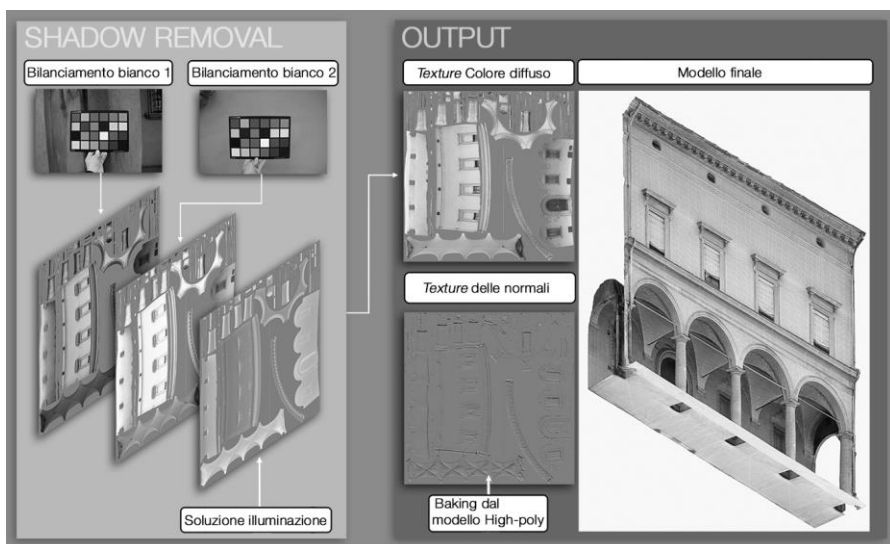 SHADOW REMOVAL
Bilanciamento bianco 1
Bilanciamento bianco 2
Soluzione illuminazione
OUTPUT
Texture Colore diffuso
Modello finale
Texture delle normali
Baking dal
modello High-poly